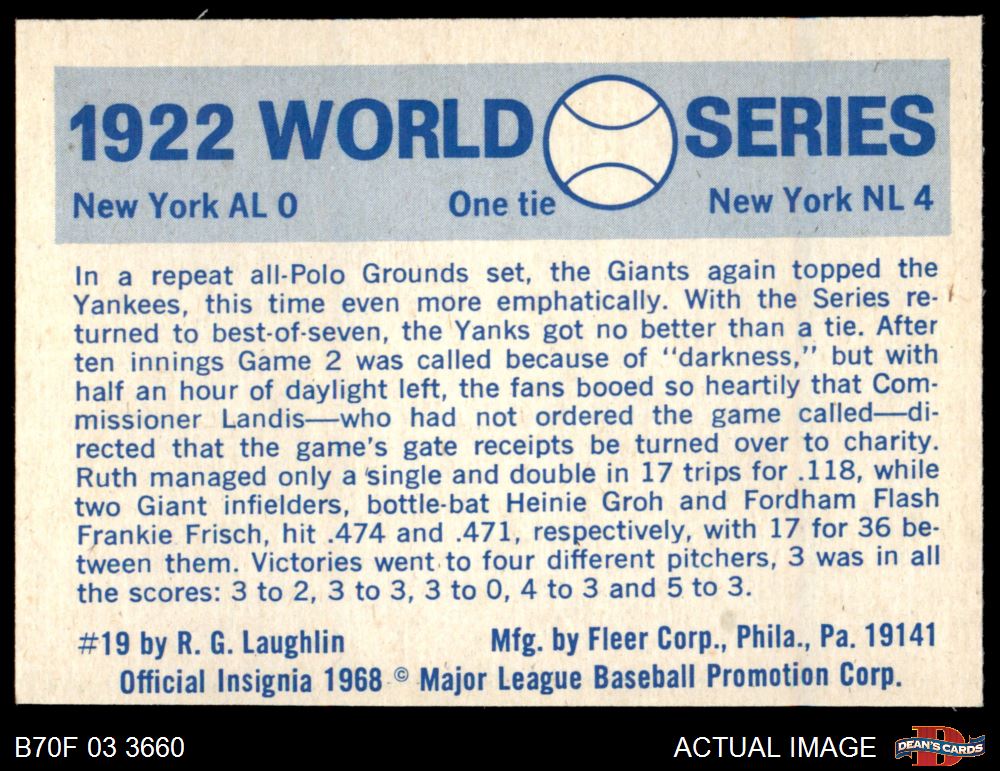 1922 WORLD SERIES
New York AL 0 One tie New York NL 4
In a repeat all-Polo Grounds set, the Giants again topped the
Yankees, this time even more emphatically. With the Series re-
turned to best-of-seven, the Yanks got no better than a tie. After
ten innings Game 2 was called because of "darkness," but with
half an hour of daylight left, the fans booed so heartily that Com-
missioner Landis—who had not ordered the game called—di-
rected that the game's gate receipts be turned over to charity.
Ruth managed only a single and double in 17 trips for .118, while
two Giant infielders, bottle-bat Heinie Groh and Fordham Flash
Frankie Frisch, hit .474 and .471, respectively, with 17 for 36 be-
tween them. Victories went to four different pitchers, 3 was in all
the scores: 3 to 2, 3 to 3, 3 to 0, 4 to 3 and 5 to 3.
#19 by R. G. Laughlin Mfg. by Fleer Corp., Phila., Pa. 19141
Official Insignia 1968 © Major League Baseball Promotion Corp.
B70F 03 3660 ACTUAL IMAGE D DEAN'S CARDS